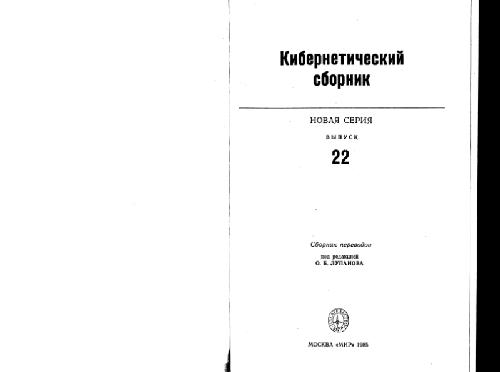 Кибернетический
сборник
НОВАЯ СЕРИЯ
ВЫПУСК
22
Сборник переводов
под редакцией
О. Б. ЛУПАНОВА
МОСКВА «МИР» 1985